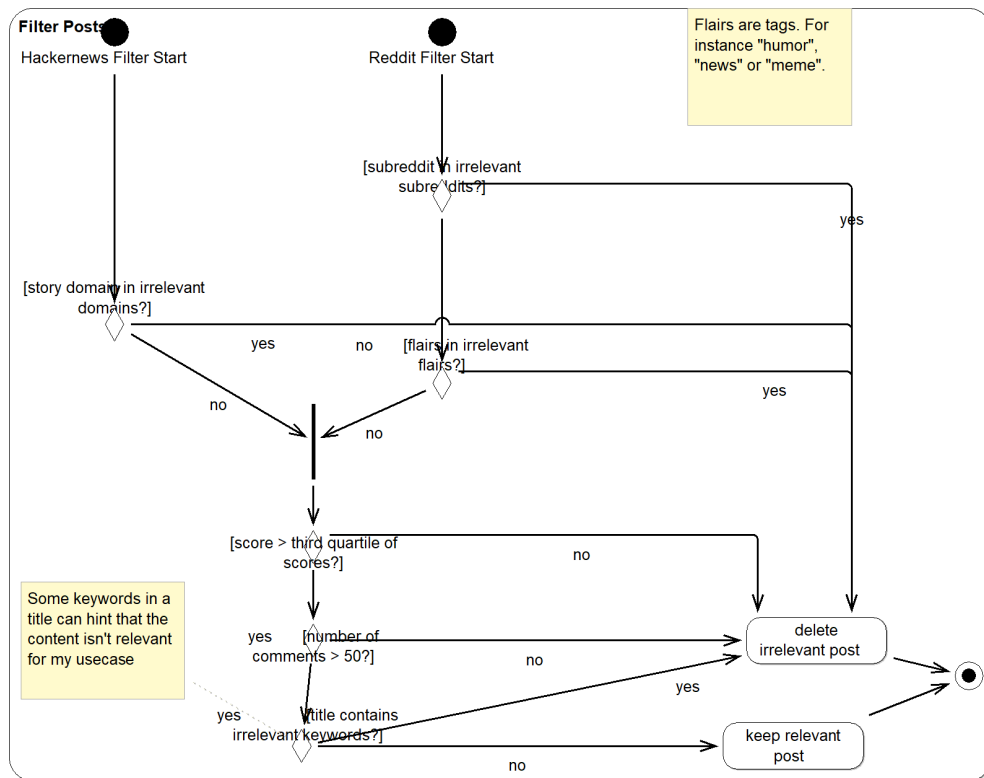 Filter Posts
Hackernews Filter Start
Reddit Filter Start
Flairs are tags. For
instance "humor",
"news" or "meme".
[subreddit in irrelevant
subreddits?]
yes
[story domain in irrelevant
domains?]
yes
no
[flairs in irrelevant
flairs?]
yes
no
no
[score > third quartile of
scores?]
no
Some keywords in a
title can hint that the
content isn't relevant
for my usecase
yes
[number of
comments > 50?]
no
delete
irrelevant post
yes
yes
[title contains
irrelevant keywords?]
no
keep relevant
post